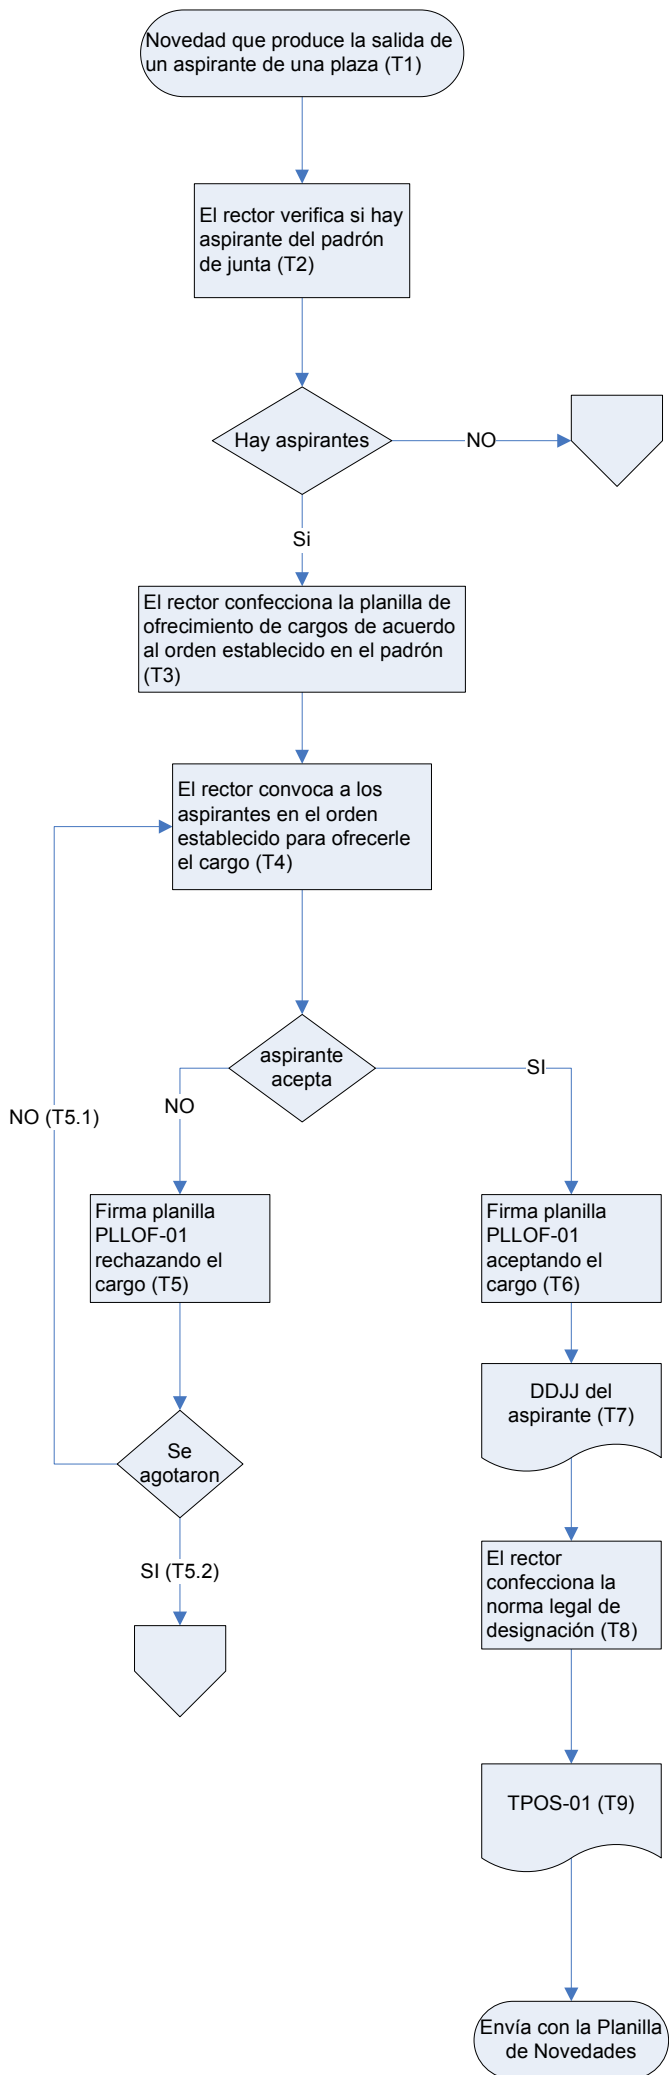 Novedad que produce la salida de
un aspirante de una plaza (T1)
El rector verifica si hay
aspirante del padrón
de junta (T2)
Hay aspirantes
NO
Si
El rector confecciona la planilla de
ofrecimiento de cargos de acuerdo
al orden establecido en el padrón
(T3)
El rector convoca a los
aspirantes en el orden
establecido para ofrecerle
el cargo (T4)
aspirante
acepta
NO
SI
NO (T5.1)
Firma planilla
PLLOF-01
rechazando el
cargo (T5)
Firma planilla
PLLOF-01
aceptando el
cargo (T6)
DDJJ del
aspirante (T7)
Se
agotaron
SI (T5.2)
El rector
confecciona la
norma legal de
designación (T8)
TPOS-01 (T9)
Envía con la Planilla
de Novedades